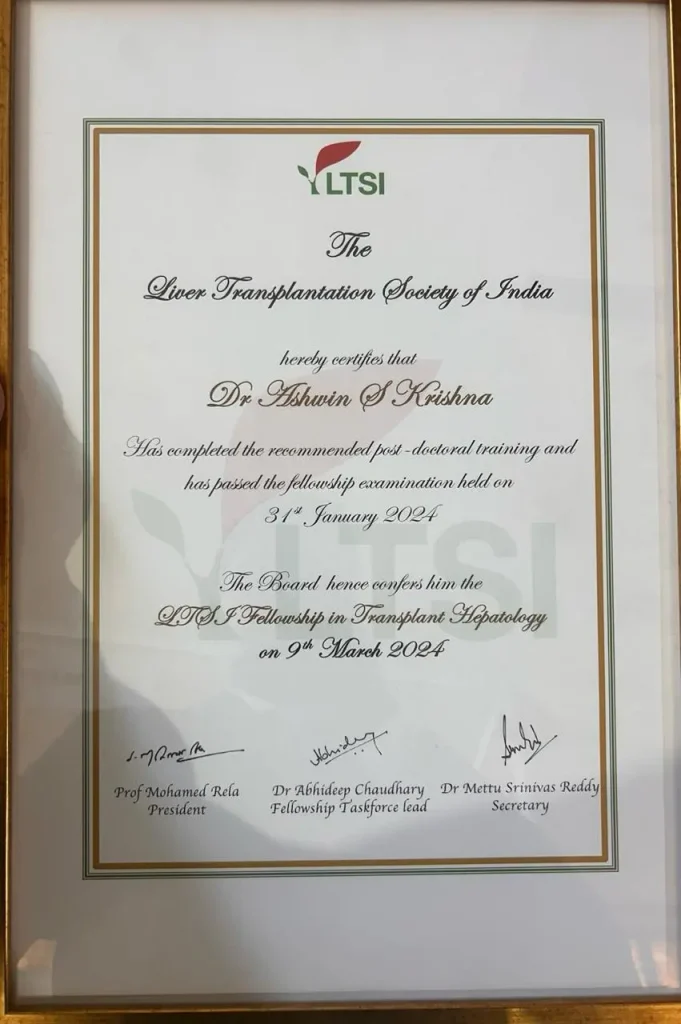 LTSI
The
Liver Transplantation Society of India
hereby certifies that
Dr Ashwin S Krishna
Has completed the recommended post-doctoral training and
has passed the fellowship examination held on
31st January 2024
LTSI
The Board hence confers him the
LTSI Fellowship in Transplant Hepatology
on 9th March 2024
Prof Mohamed Rela Dr Abhideep Chaudhary Dr Mettu Srinivas Reddy
President Fellowship Taskforce lead Secretary